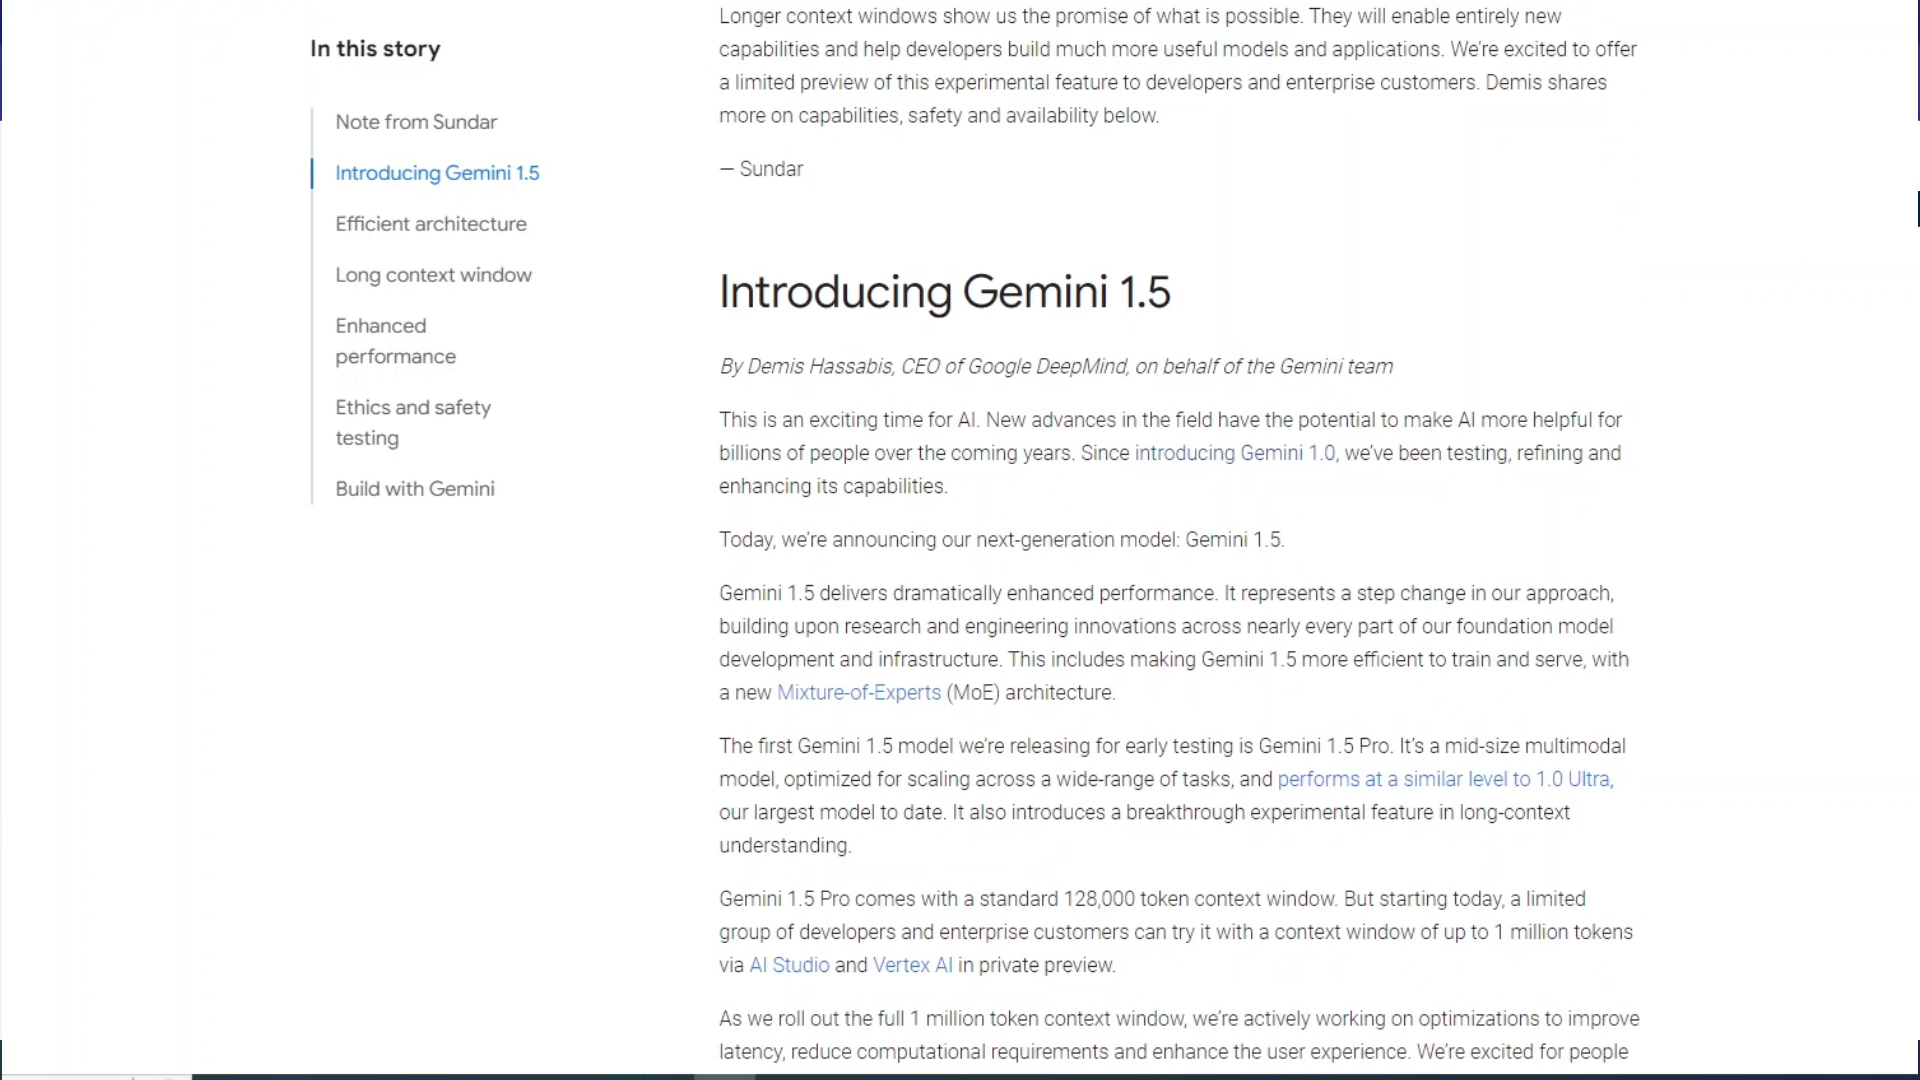 In this story
Note from Sundar
Introducing Gemini 1.5
Efficient architecture
Long context window
Enhanced
performance
Ethics and safety
testing
Build with Gemini
Longer context windows show us the promise of what is possible. They will enable entirely new
capabilities and help developers build much more useful models and applications. We're excited to offer
a limited preview of this experimental feature to developers and enterprise customers. Demis shares
more on capabilities, safety and availability below.
— Sundar
Introducing Gemini 1.5
By Demis Hassabis, CEO of Google DeepMind, on behalf of the Gemini team
This is an exciting time for AI. New advances in the field have the potential to make AI more helpful for
billions of people over the coming years. Since introducing Gemini 1.0, we've been testing, refining and
enhancing its capabilities.
Today, we're announcing our next-generation model: Gemini 1.5.
Gemini 1.5 delivers dramatically enhanced performance. It represents a step change in our approach,
building upon research and engineering innovations across nearly every part of our foundation model
development and infrastructure. This includes making Gemini 1.5 more efficient to train and serve, with
a new Mixture-of-Experts (MoE) architecture.
The first Gemini 1.5 model we're releasing for early testing is Gemini 1.5 Pro. It's a mid-size multimodal
model, optimized for scaling across a wide-range of tasks, and performs at a similar level to 1.0 Ultra,
our largest model to date. It also introduces a breakthrough experimental feature in long-context
understanding.
Gemini 1.5 Pro comes with a standard 128,000 token context window. But starting today, a limited
group of developers and enterprise customers can try it with a context window of up to 1 million tokens
via AI Studio and Vertex AI in private preview.
As we roll out the full 1 million token context window, we're actively working on optimizations to improve
latency, reduce computational requirements and enhance the user experience. We're excited for people